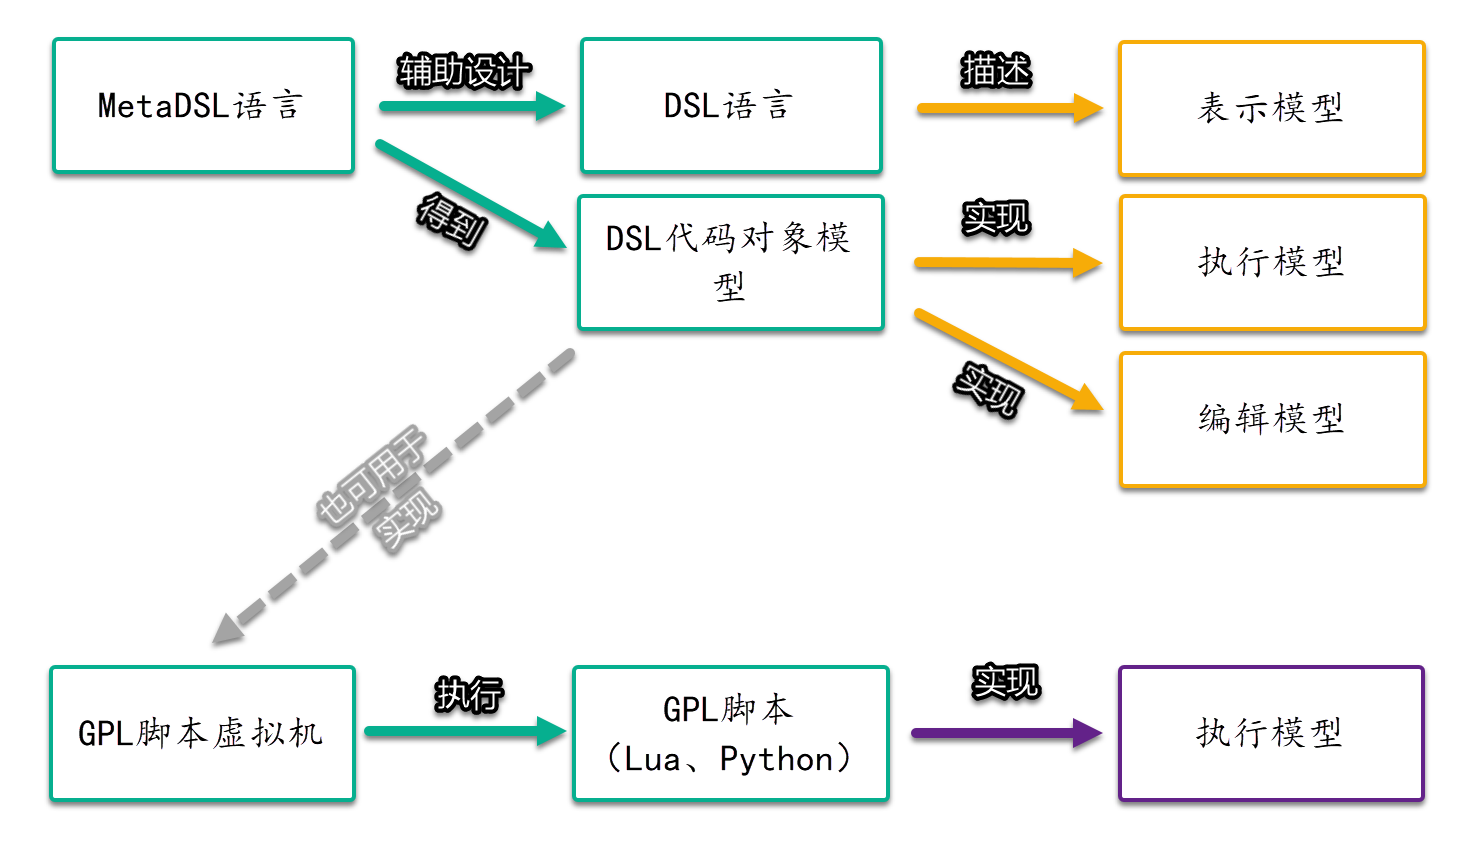 MetaDSL语言
辅助设计
DSL语言
描述
表示模型
得到
DSL代码对象模
型
实现
执行模型
实现
编辑模型
也可用于
实现
GPL脚本虚拟机
执行
GPL脚本
（Lua、Python）
实现
执行模型